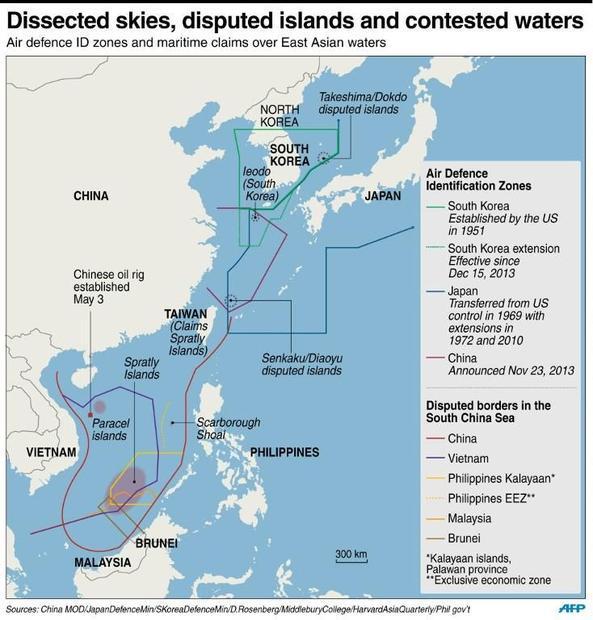 Dissected skies, disputed islands and contested waters
Air defence ID zones and maritime claims over East Asian waters
Takeshima/Dokdo
disputed islands
NORTH
KOREA
SOUTH
KOREA
Ieodo
(South
Korea)
CHINA
JAPAN
Chinese oil rig
established
May 3
TAIWAN
(Claims
Spratly
Islands)
Spratly
Islands
Senkaku/Diaoyu
disputed islands
Paracel
islands
Scarborough
Shoal
VIETNAM
PHILIPPINES
BRUNEI
MALAYSIA
300 km
Air Defence
Identification Zones
South Korea
Established by the US
in 1951
South Korea extension
Effective since
Dec 15, 2013
Japan
Transferred from US
control in 1969 with
extensions in
1972 and 2010
China
Announced Nov 23, 2013
Disputed borders in the
South China Sea
China
Vietnam
Philippines Kalayaan*
Philippines EEZ**
Malaysia
Brunei
*Kalayaan islands,
Palawan province
**Exclusive economic zone
Sources: China MOD/JapanDefenceMin/SKoreaDefenceMin/D.Rosenberg/MiddleburyCollege/HarvardAsiaQuarterly/Phil gov't
AFP